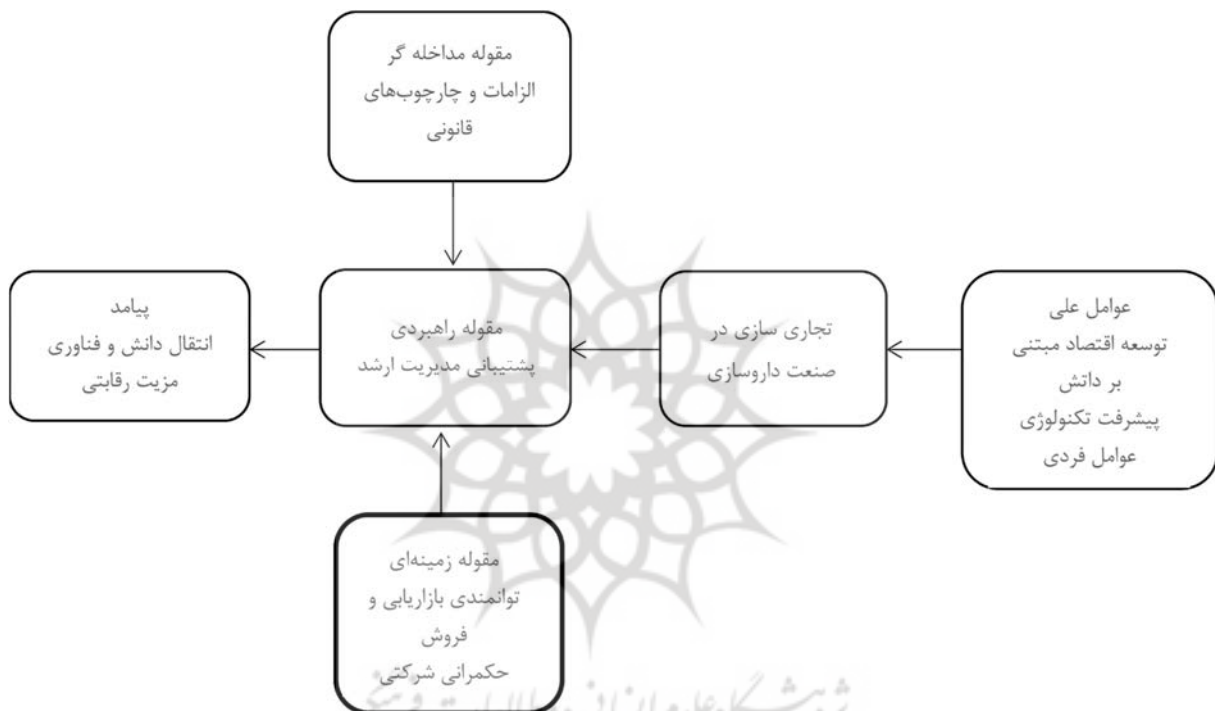 مقوله مداخله گر
الزامات و چارچوب‌های
قانونی
عوامل علی
توسعه اقتصاد مبتنی
بر داتش
پیشرفت تکنولوژی
عوامل فردی
تجاری سازی در
صنعت داروسازی
مقوله راهبردی
پشتیبانی مدیریت ارشد
پیامد
انتقال دانش و فناوری
مزیت رقابتی
مقوله زمینه‌ای
توانمندی بازاریابی و
فروش
حکمرانی شرکتی